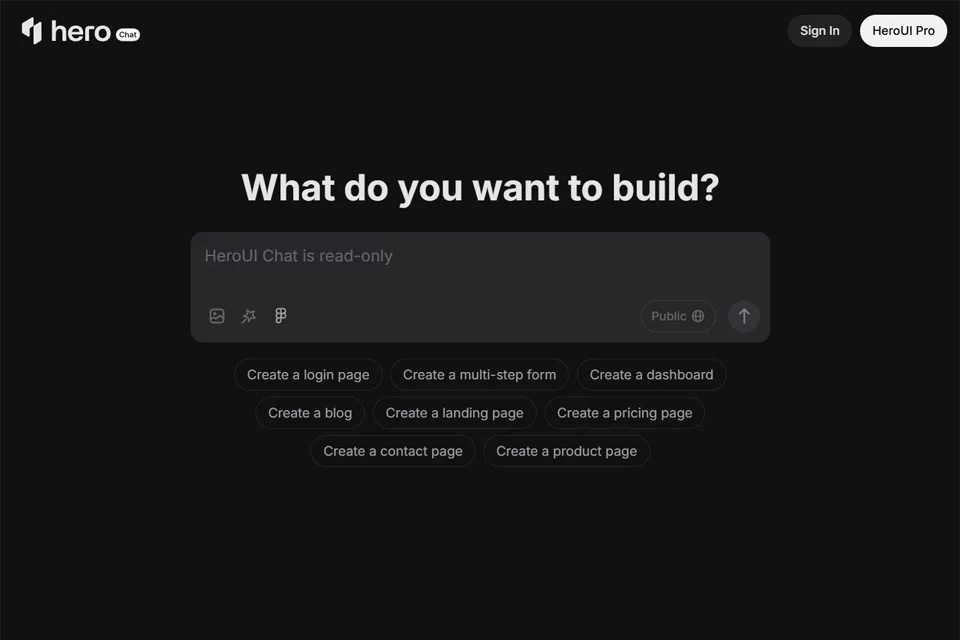 hero Chat
Sign In
HeroUI Pro
What do you want to build?
HeroUI Chat is read-only
Public
Create a login page
Create a multi-step form
Create a dashboard
Create a blog
Create a landing page
Create a pricing page
Create a contact page
Create a product page